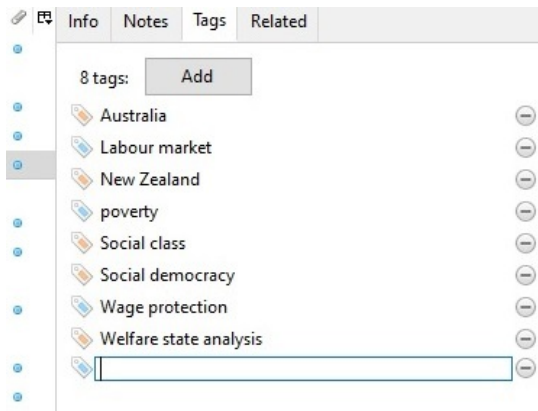 Info Notes Tags Related
8 tags: Add
Australia
Labour market
New Zealand
poverty
Social class
Social democracy
Wage protection
Welfare state analysis